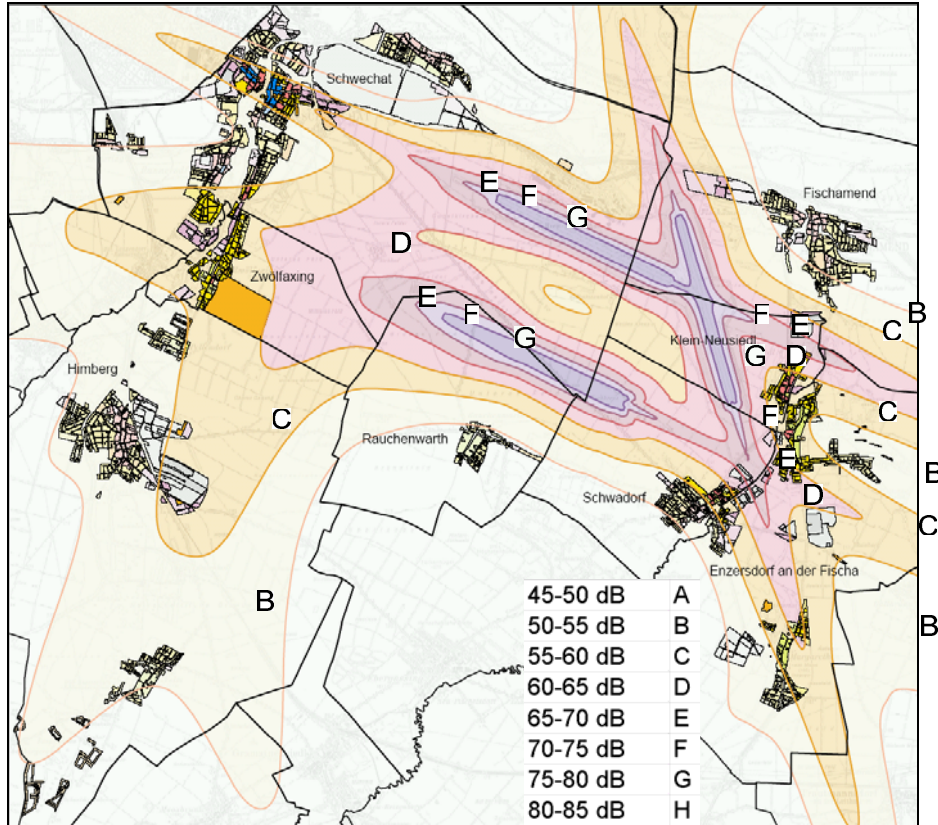 Schwechat
E
F
Fischamend
G
D
Zwölfaxing
E
F
B
F
E
C
G
Klein-Neusiedl
G
D
Himberg
C
F
C
Rauchenwarth
E
B
Schwadorf
D
C
Enzersdorf an der Fischa
B
B
45-50 dB A
50-55 dB B
55-60 dB C
60-65 dB D
65-70 dB E
70-75 dB F
75-80 dB G
80-85 dB H